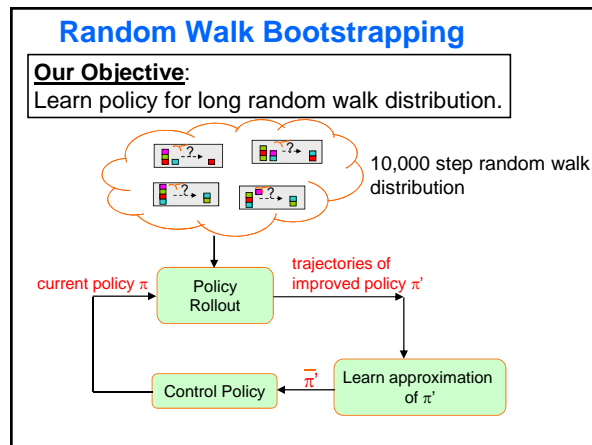 Random Walk Bootstrapping
Our Objective:
Learn policy for long random walk distribution.
?
?
?
?
10,000 step random walk
distribution
current policy π
Policy
Rollout
trajectories of
improved policy π’
Control Policy
π̄’
Learn approximation
of π’